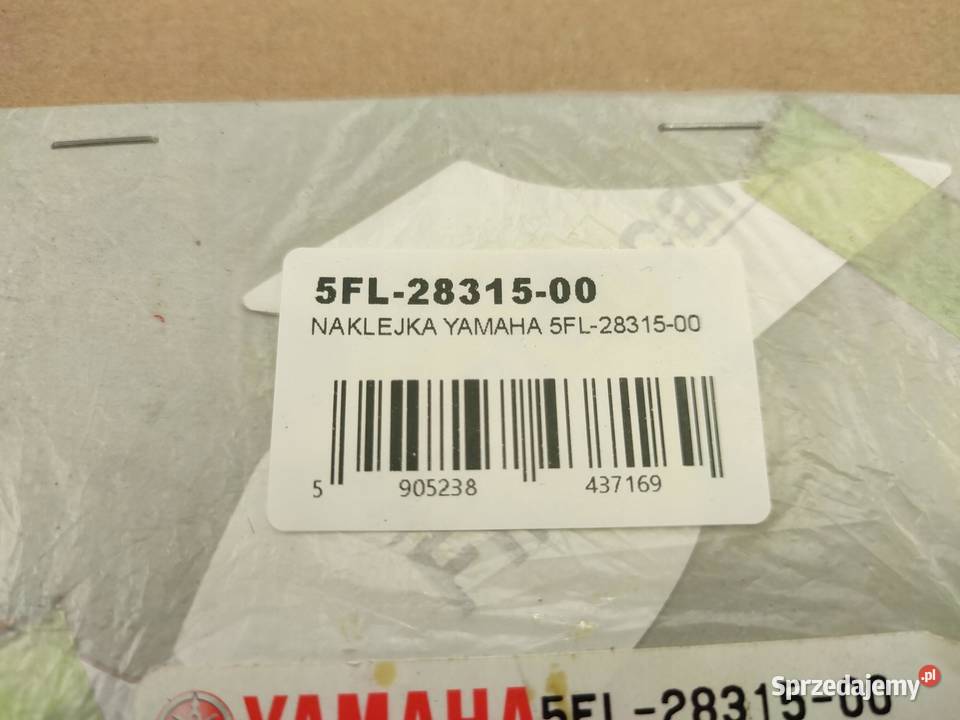 5FL-28315-00
NAKLEJKA YAMAHA 5FL-28315-00
5 905238 437169
YAMAHA 5FL-28315-00
Sprzedajemy.pl